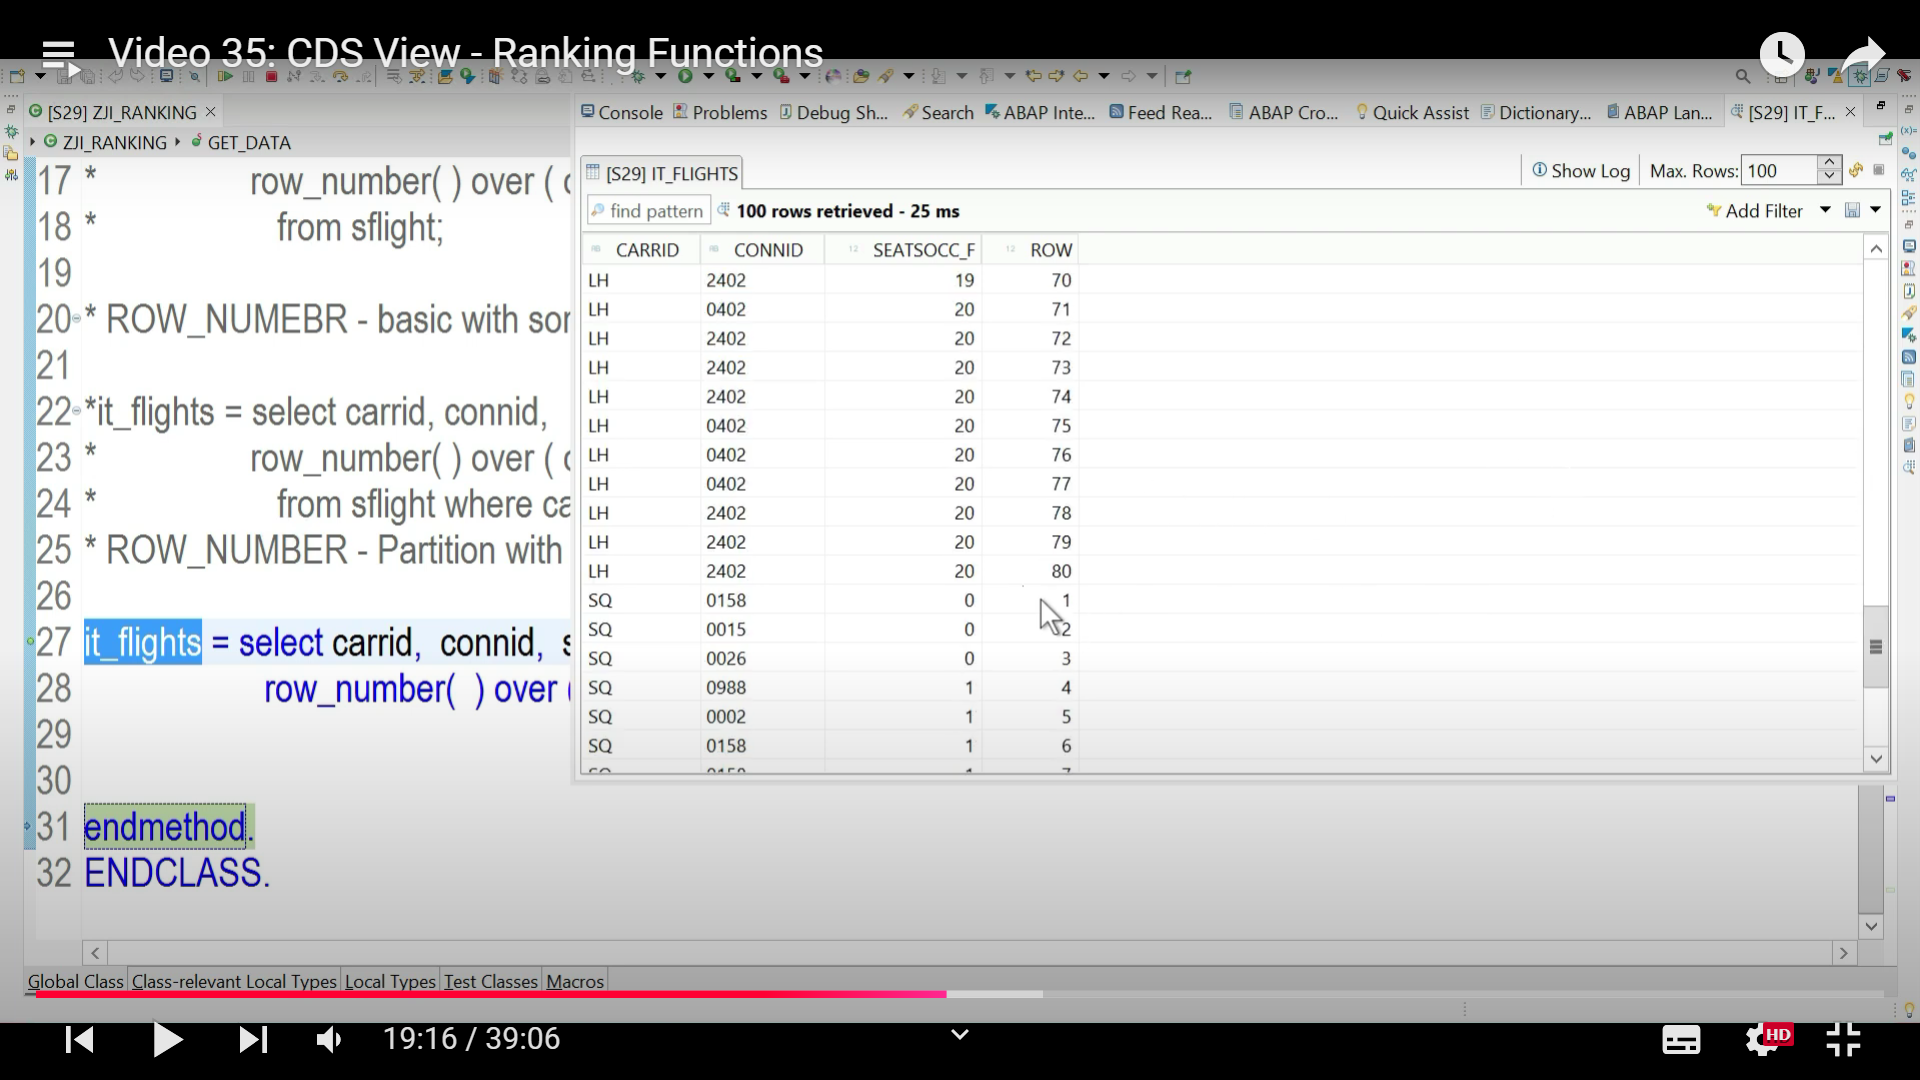 Video 35: CDS View - Ranking Functions
[S29] ZJI_RANKING
Console Problems Debug Sh... Search ABAP Inte... Feed Rea... ABAP Cro... Quick Assist Dictionary... ABAP Lan... [S29] IT_F...
ZJI_RANKING GET_DATA
[S29] IT_FLIGHTS
Show Log Max. Rows: 100
find pattern 100 rows retrieved - 25 ms Add Filter
CARRID CONNID SEATSOCC_F ROW
LH 2402 19 70
LH 0402 20 71
LH 2402 20 72
LH 2402 20 73
LH 2402 20 74
LH 0402 20 75
LH 0402 20 76
LH 0402 20 77
LH 2402 20 78
LH 2402 20 79
LH 2402 20 80
SQ 0158 0 1
SQ 0015 0 2
SQ 0026 0 3
SQ 0988 1 4
SQ 0002 1 5
SQ 0158 1 6
17 * row_number( ) over (
18 * from sflight;
19
20 * ROW_NUMEBR - basic with
21
22 *it_flights = select carrid, connid,
23 * row_number( ) over (
24 * from sflight where
25 * ROW_NUMBER - Partition with
26
27 it_flights = select carrid, connid,
28 row_number( ) over
29
30
31 endmethod.
32 ENDCLASS.
Global Class Class-relevant Local Types Local Types Test Classes Macros
19:16 / 39:06
HD